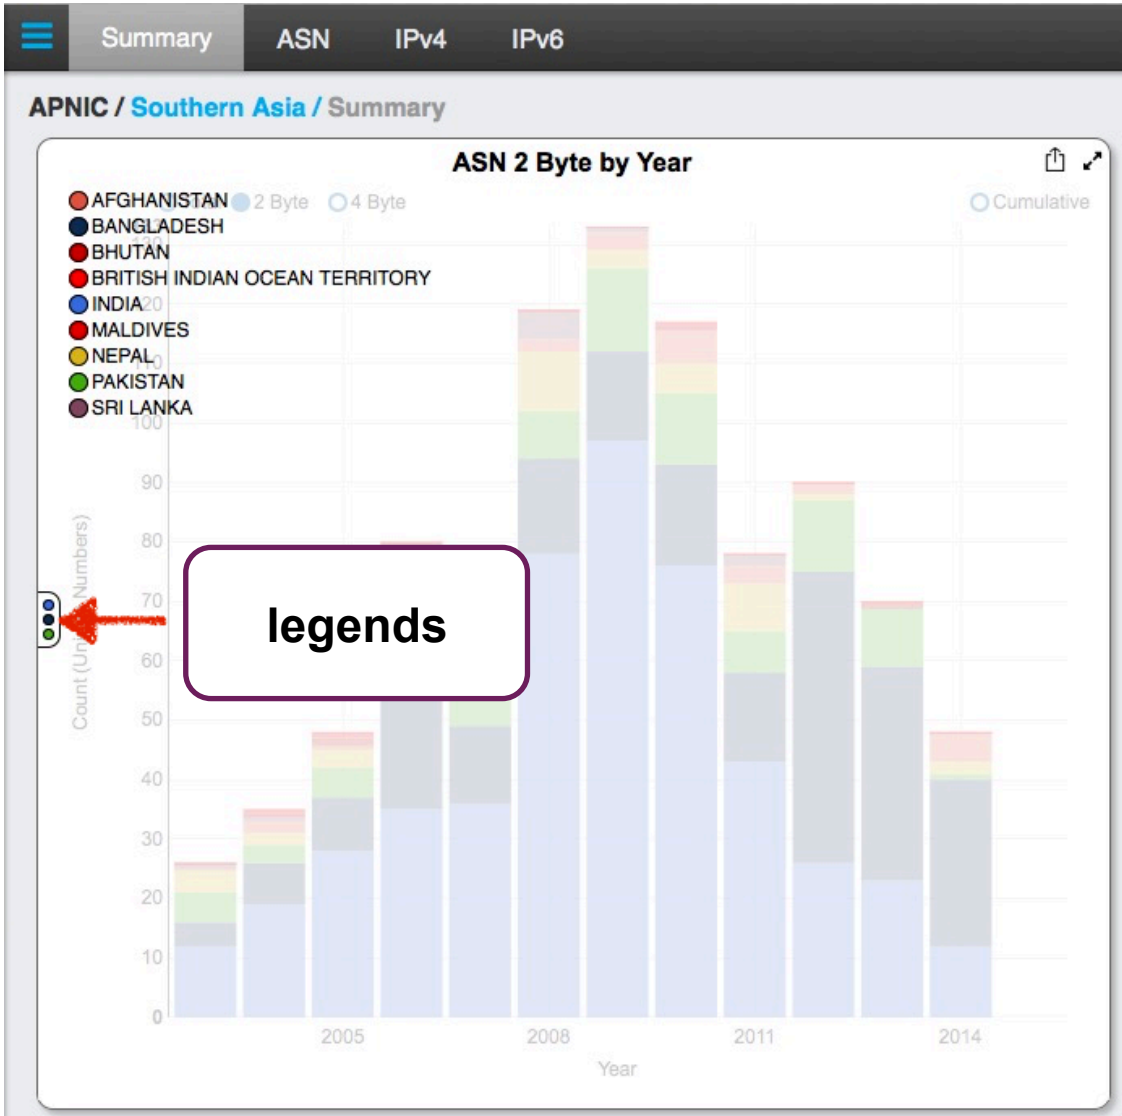 Summary ASN IPv4 IPv6
APNIC / Southern Asia / Summary
ASN 2 Byte by Year
AFGHANISTAN
2 Byte
4 Byte
Cumulative
BANGLADESH
130
BHUTAN
BRITISH INDIAN OCEAN TERRITORY
INDIA
MALDIVES
NEPAL
PAKISTAN
SRI LANKA
100
90
80
70
60
50
40
30
20
10
0
Numbers)
Count
legends
2005 2008 2011 2014
Year